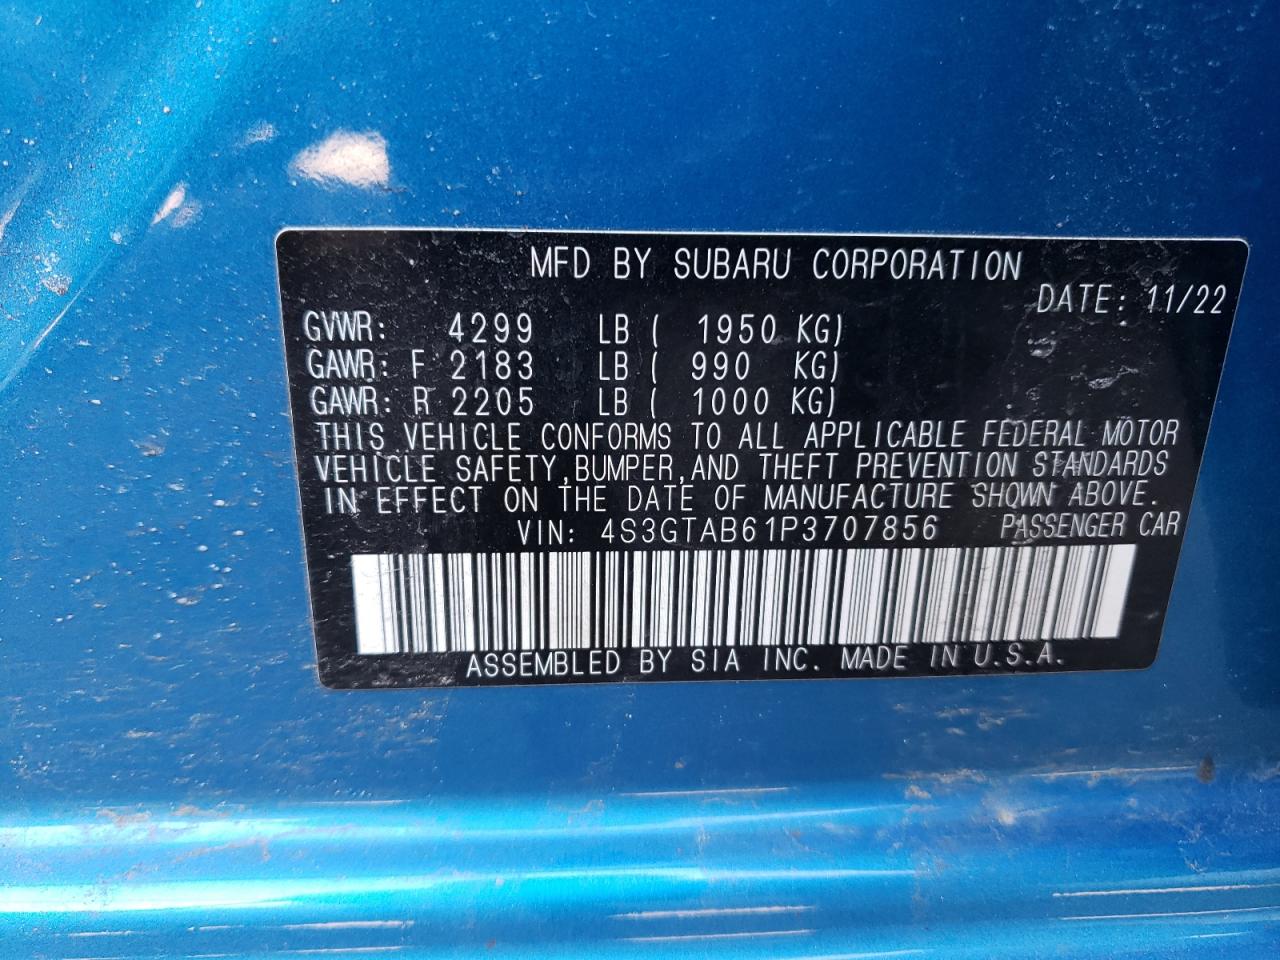 MFD BY SUBARU CORPORATION
DATE: 11/22
GVWR: 4299 LB ( 1950 KG)
GAWR: F 2183 LB ( 990 KG)
GAWR: R 2205 LB ( 1000 KG)
THIS VEHICLE CONFORMS TO ALL APPLICABLE FEDERAL MOTOR
VEHICLE SAFETY,BUMPER,AND THEFT PREVENTION STANDARDS
IN EFFECT ON THE DATE OF MANUFACTURE SHOWN ABOVE.
VIN: 4S3GTAB61P3707856 PASSENGER CAR
ASSEMBLED BY SIA INC. MADE IN U.S.A.